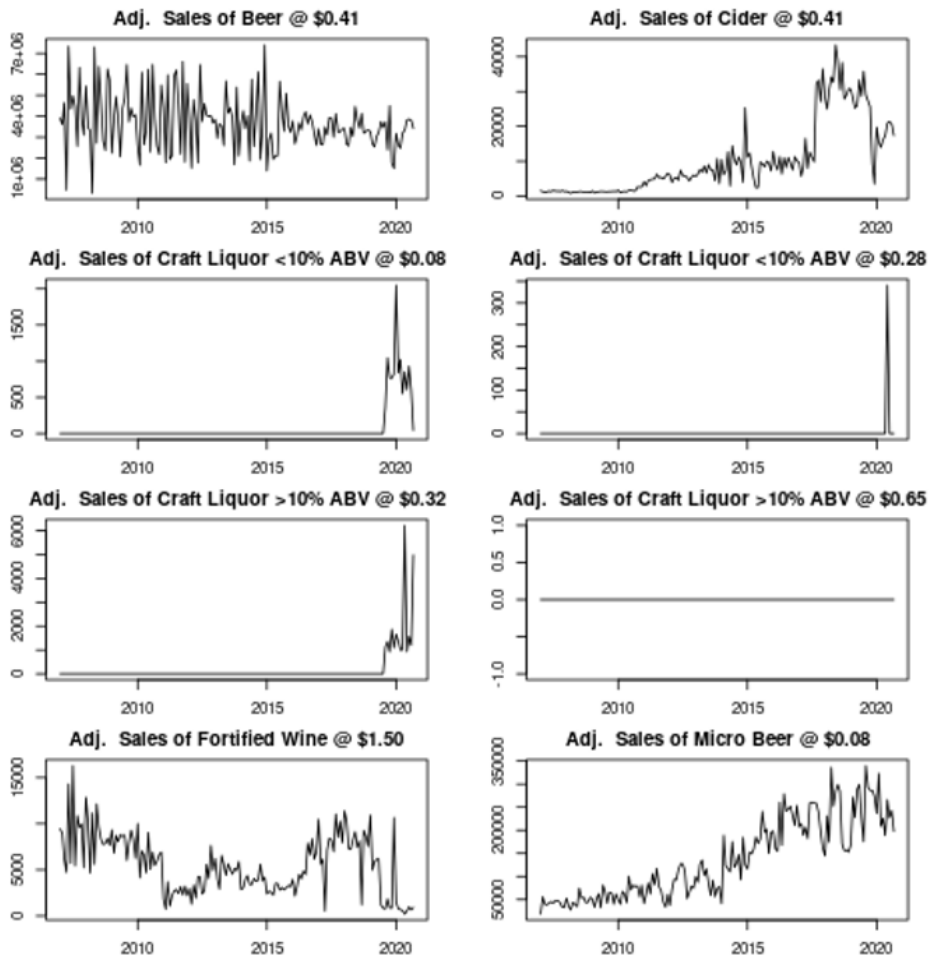 Adj. Sales of Beer @ $0.41
7e+06
4e+06
1e+06
2010 2015 2020
Adj. Sales of Cider @ $0.41
40000
20000
0
2010 2015 2020
Adj. Sales of Craft Liquor <10% ABV @ $0.08
1500
500
0
2010 2015 2020
Adj. Sales of Craft Liquor <10% ABV @ $0.28
300
200
100
0
2010 2015 2020
Adj. Sales of Craft Liquor >10% ABV @ $0.32
6000
4000
2000
0
2010 2015 2020
Adj. Sales of Craft Liquor >10% ABV @ $0.65
1.0
0.5
0.0
-1.0
2010 2015 2020
Adj. Sales of Fortified Wine @ $1.50
15000
5000
0
2010 2015 2020
Adj. Sales of Micro Beer @ $0.08
350000
200000
50000
2010 2015 2020